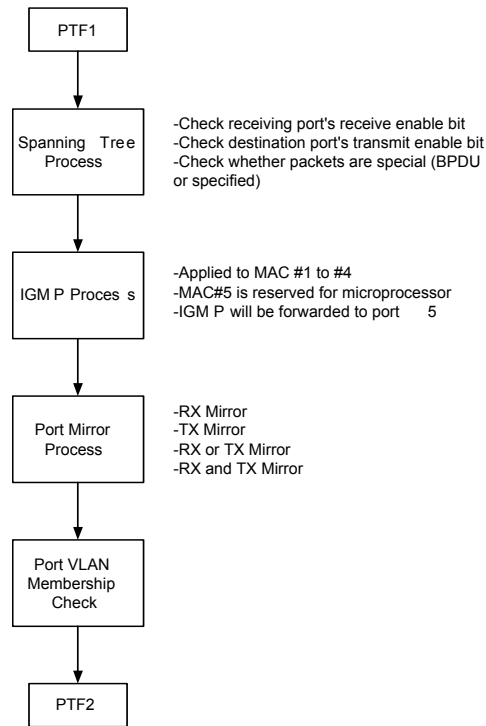 PTF1
Spanning Tree
Process
-Check receiving port's receive enable bit
-Check destination port's transmit enable bit
-Check whether packets are special (BPDU
or specified)
IGM P Proces s
-Applied to MAC #1 to #4
-MAC#5 is reserved for microprocessor
-IGM P will be forwarded to port 5
Port Mirror
Process
-RX Mirror
-TX Mirror
-RX or TX Mirror
-RX and TX Mirror
Port VLAN
Membership
Check
PTF2